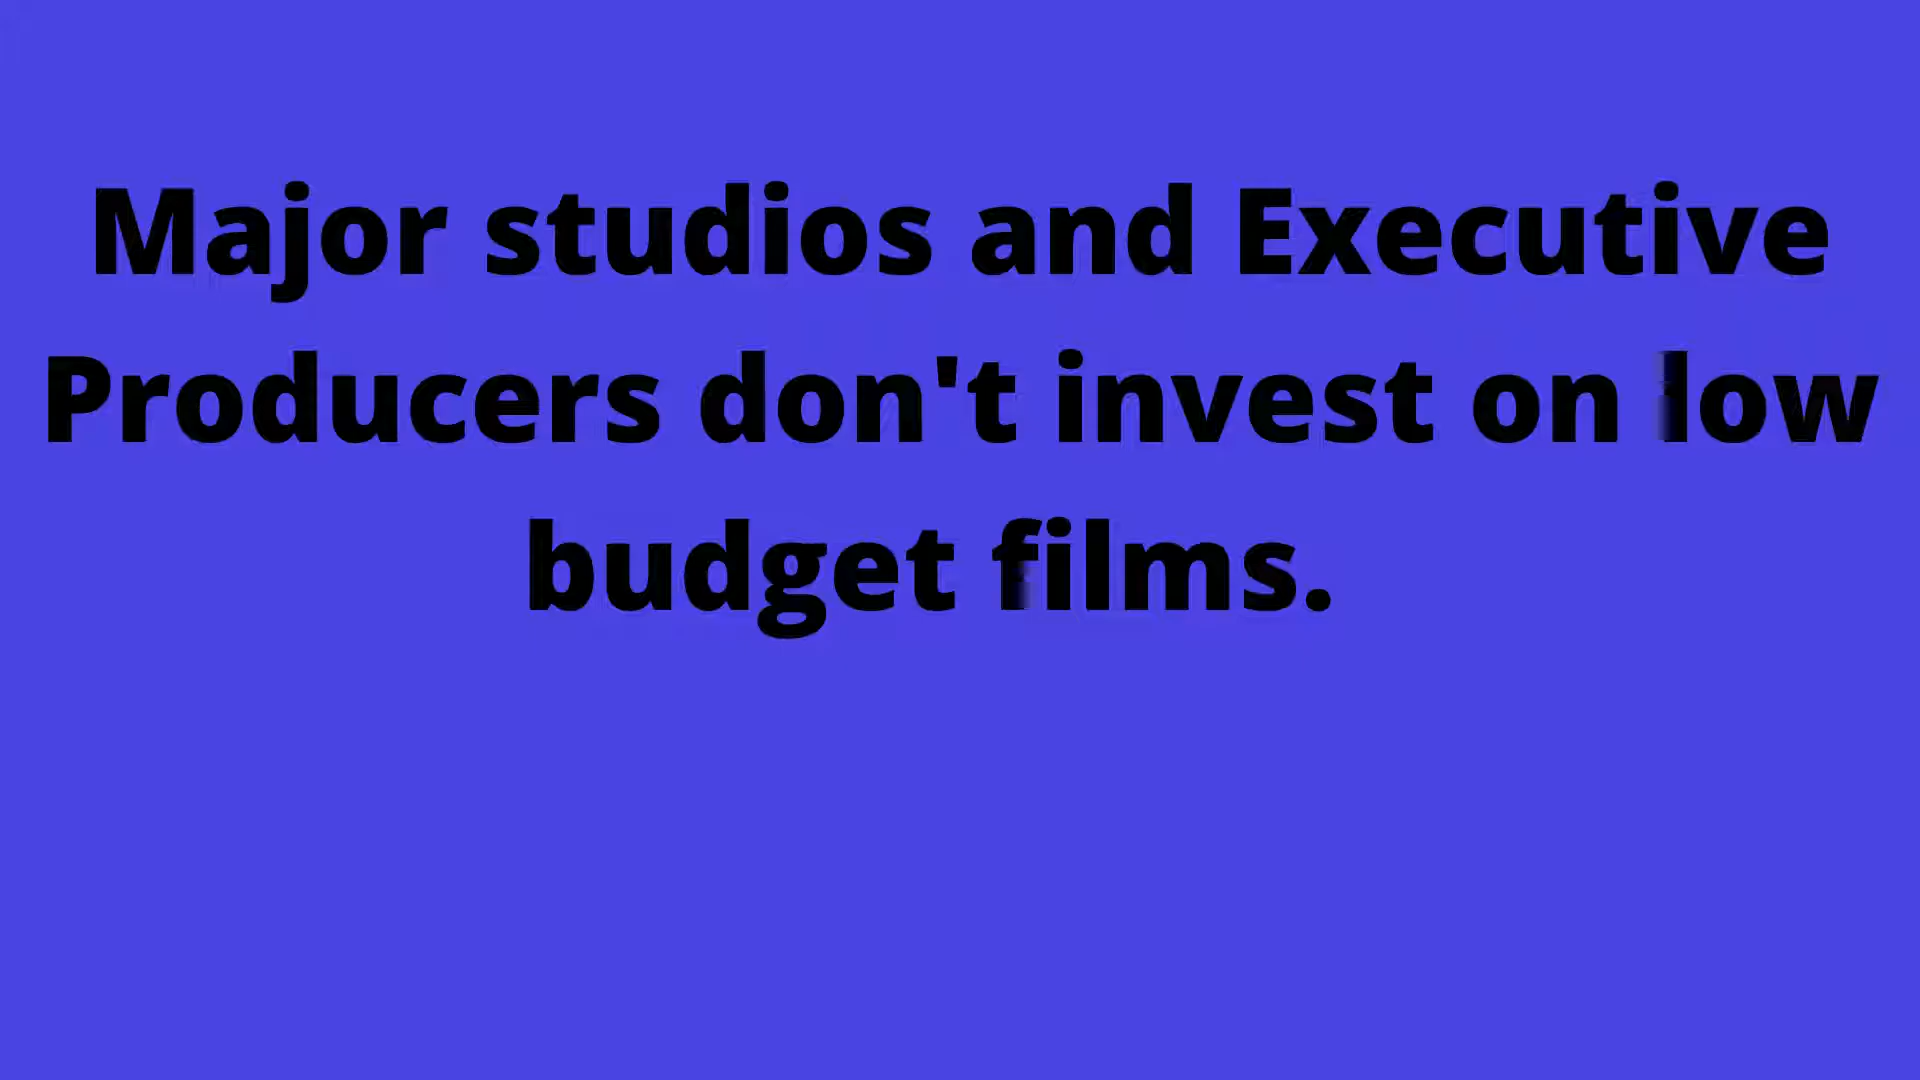 Major studios and Executive
Producers don't invest on low
budget films.